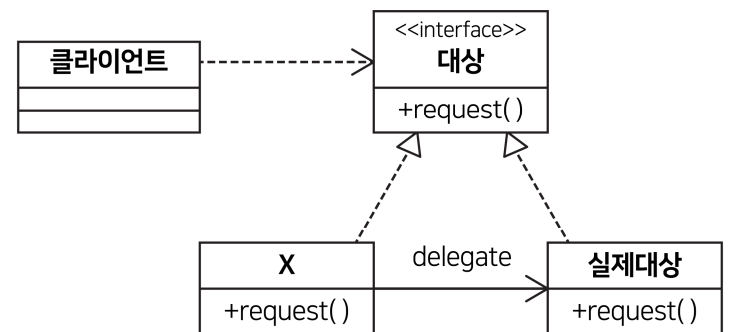 <<interface>>
클라이언트
대상
+request( )
delegate
X
실제대상
+request( )
+request( )